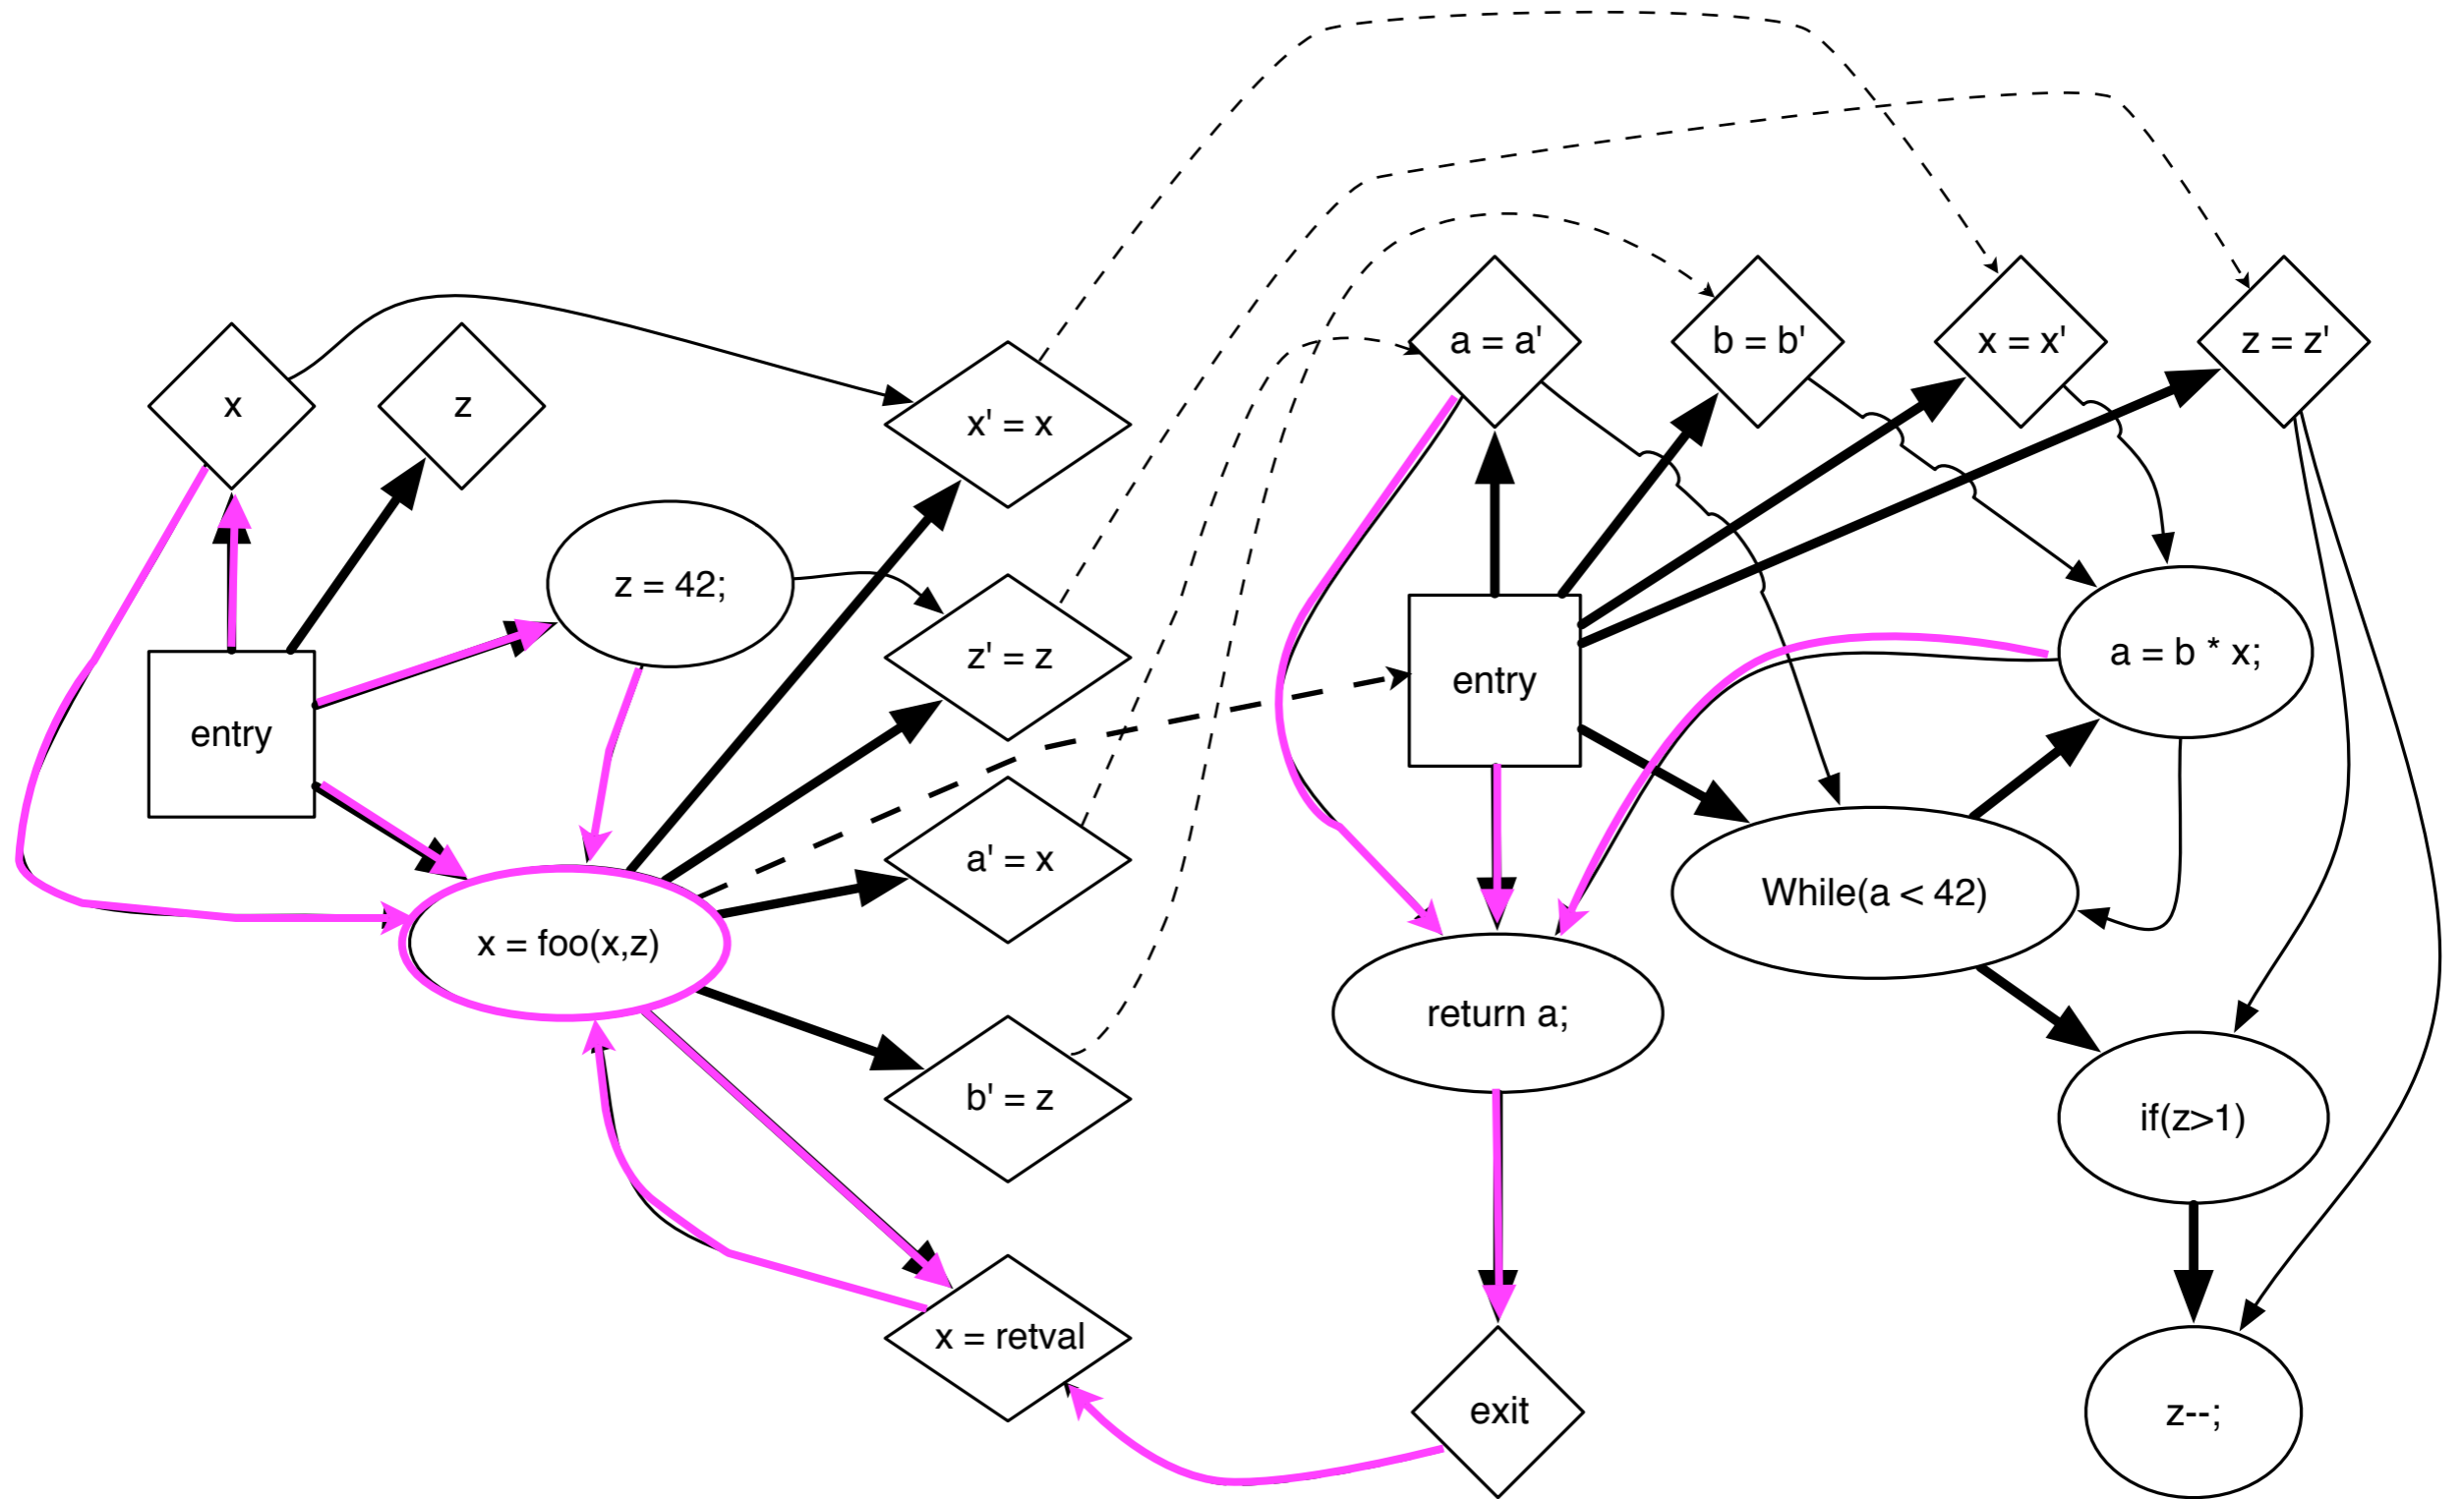 a = a'
b = b'
x = x'
z = z'
x
z
x' = x
z = 42;
z' = z
a = b * x;
entry
entry
a' = x
While(a < 42)
x = foo(x,z)
return a;
b' = z
if(z>1)
x = retval
exit
z--;